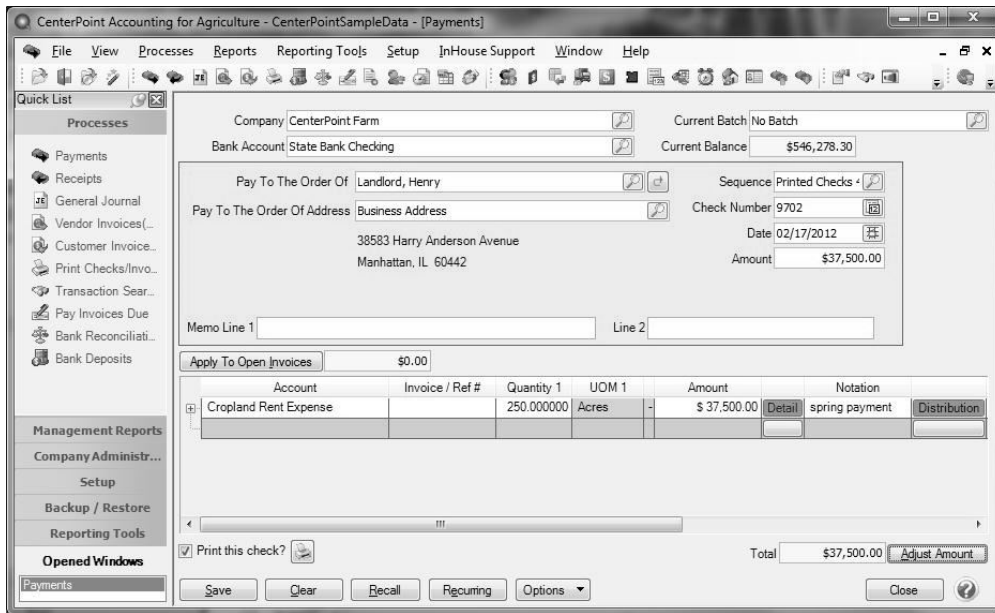 CenterPoint Accounting for Agriculture - CenterPointSampleData - [Payments]
File View Processes Reports Reporting Tools Setup InHouse Support Window Help
Quick List
Processes
Payments
Receipts
General Journal
Vendor Invoices(...
Customer Invoice...
Print Checks/Invo...
Transaction Sear...
Pay Invoices Due
Bank Reconciliati...
Bank Deposits
Management Reports
Company Administr...
Setup
Backup / Restore
Reporting Tools
Opened Windows
Payments
Company CenterPoint Farm
Current Batch No Batch
Bank Account State Bank Checking
Current Balance $546,278.30
Pay To The Order Of Landlord, Henry
Sequence Printed Checks
Pay To The Order Of Address Business Address
Check Number 9702
38583 Harry Anderson Avenue
Date 02/17/2012
Manhattan, IL 60442
Amount $37,500.00
Memo Line 1
Line 2
Apply To Open Invoices $0.00
Account Invoice / Ref # Quantity 1 UOM 1 Amount Notation
Cropland Rent Expense 250.000000 Acres - $ 37,500.00 Detail spring payment Distribution
Print this check?
Total $37,500.00 Adjust Amount
Save Clear Recall Recurring Options Close